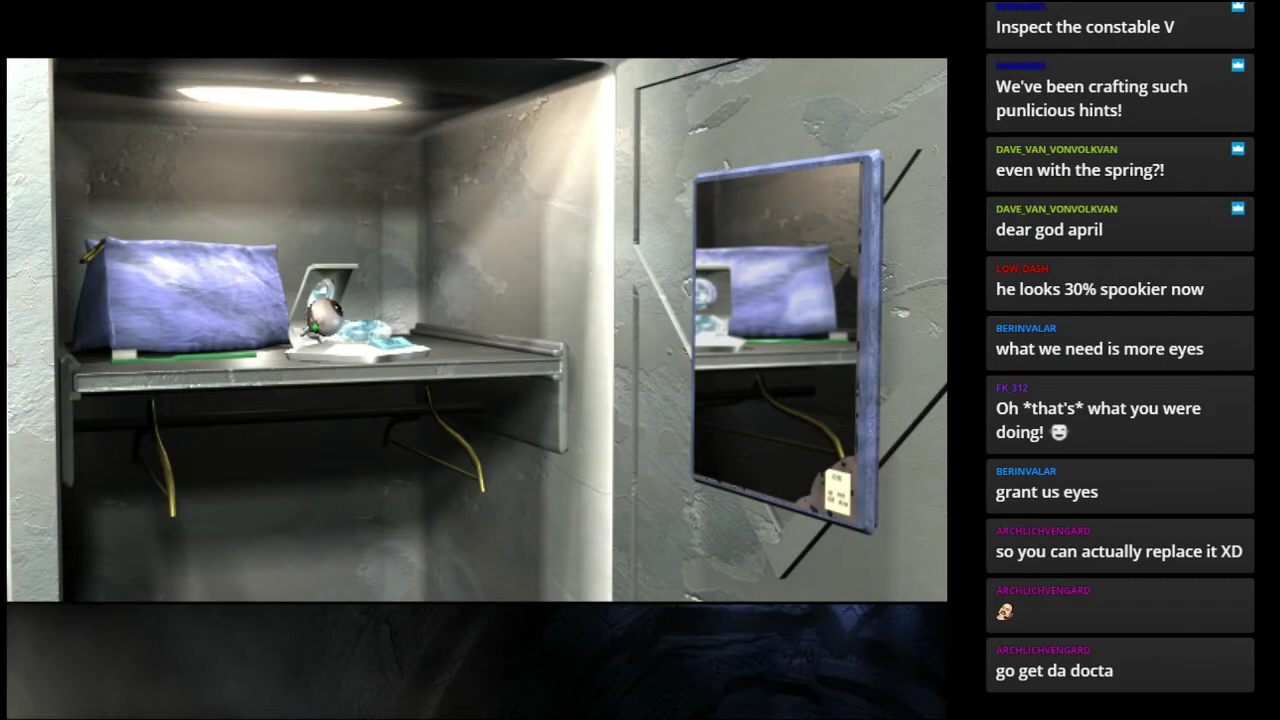 Inspect the constable V
We've been crafting such
punlicious hints!
DAVE_VAN_VONVOLKVAN
even with the spring?!
DAVE_VAN_VONVOLKVAN
dear god april
LOW_DASH
he looks 30% spookier now
BERINVALAR
what we need is more eyes
FK_312
Oh *that's* what you were
doing!
BERINVALAR
grant us eyes
ARCHLICHVENGARD
so you can actually replace it XD
ARCHLICHVENGARD
ARCHLICHVENGARD
go get da docta